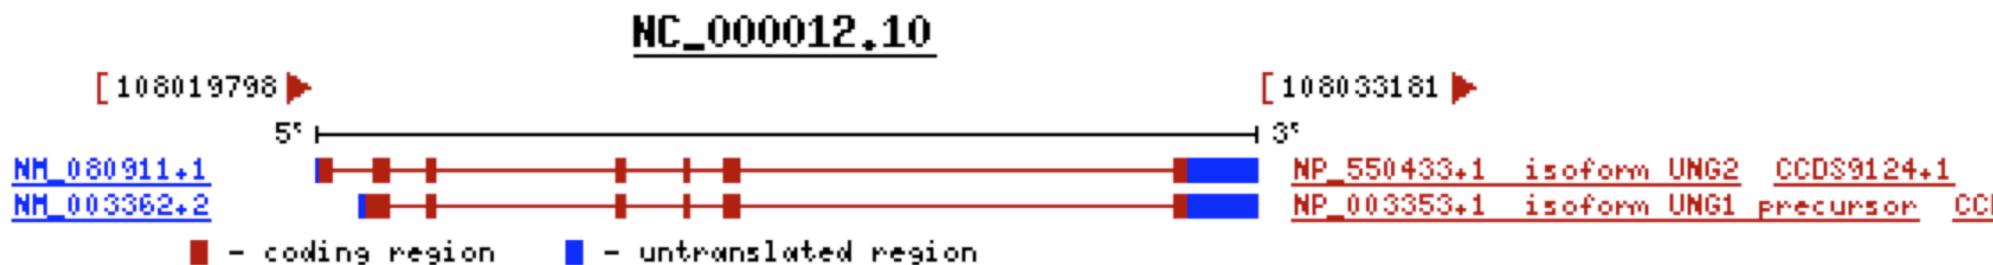 NC_000012.10
[108019798 [108033181
5' 3'
NM_080911.1 NP_550433.1 isoform UNG2 CCDS9124.1
NM_003362.2 NP_003353.1 isoform UNG1 precursor
- coding region - untranslated region